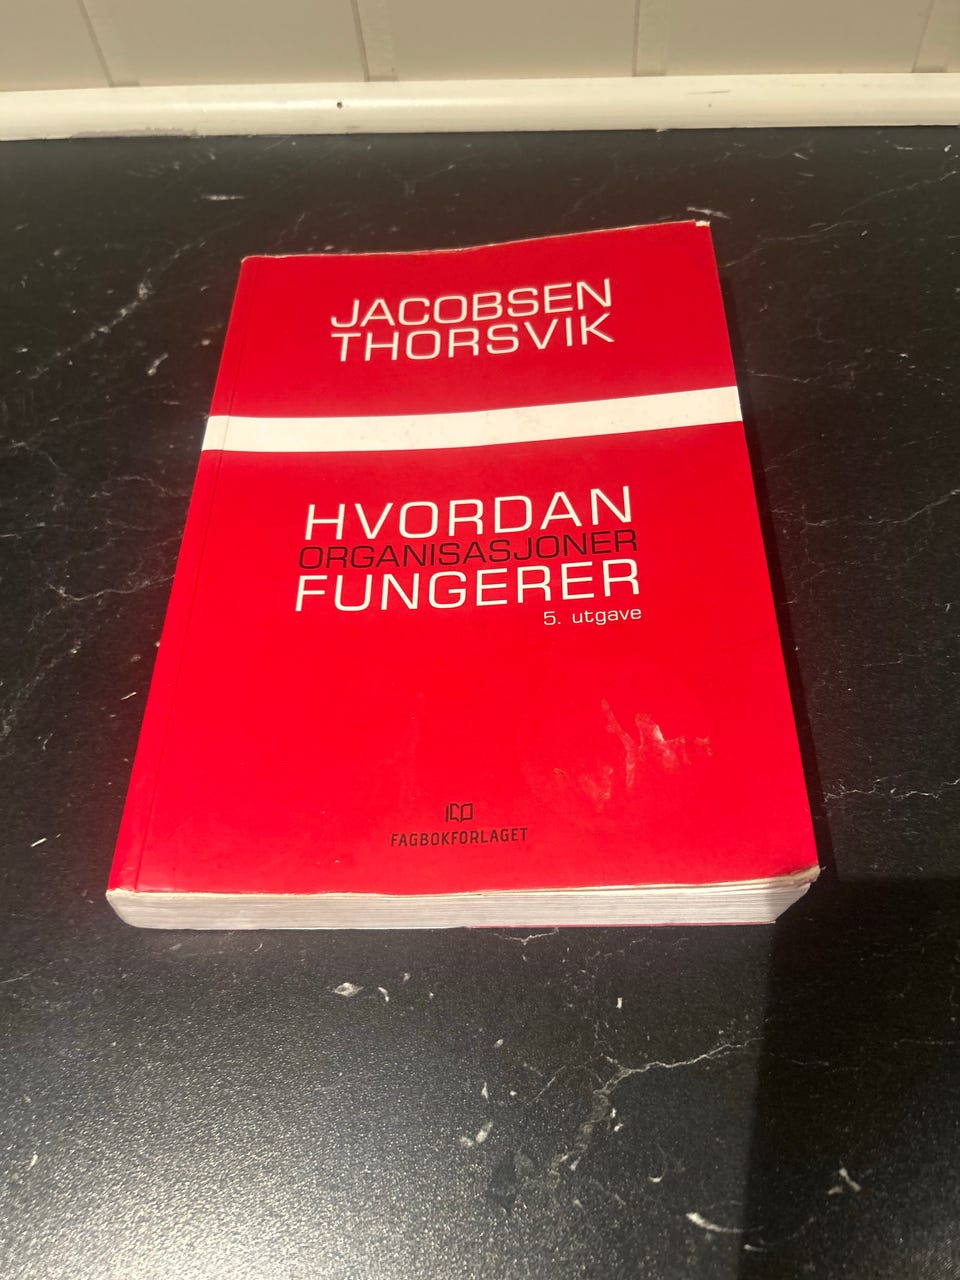 JACOBSEN
THORSVIK
HVORDAN
ORGANISASJONER
FUNGERER
5. utgave
FAGBOKFORLAGET